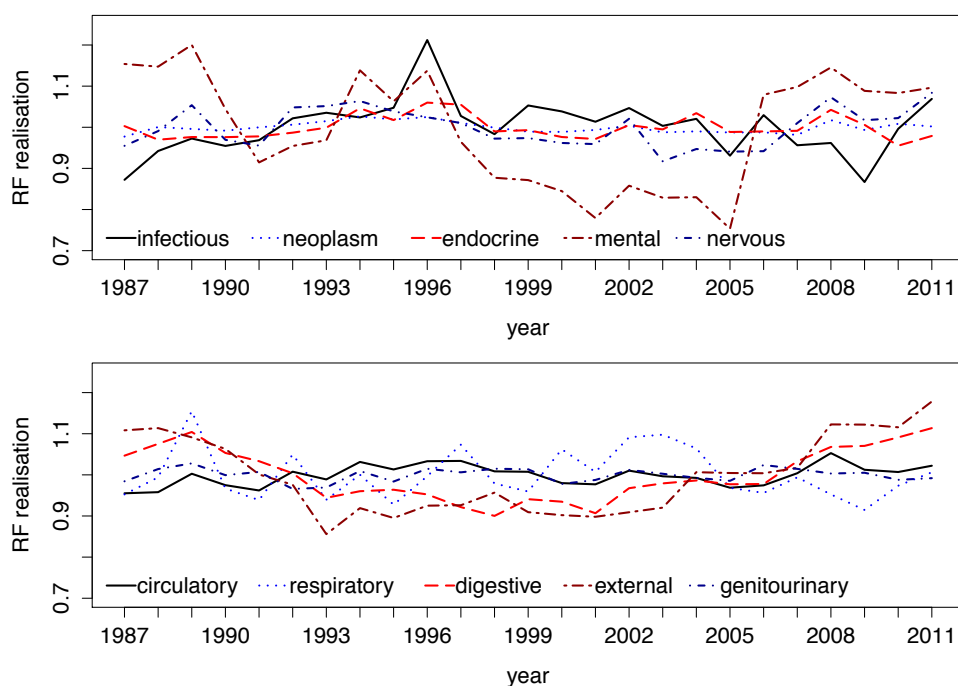 RF realisation
1.1
0.9
0.7
infectious neoplasm endocrine mental nervous
1987 1990 1993 1996 1999 2002 2005 2008 2011
year
RF realisation
1.1
0.9
0.7
circulatory respiratory digestive external genitourinary
1987 1990 1993 1996 1999 2002 2005 2008 2011
year